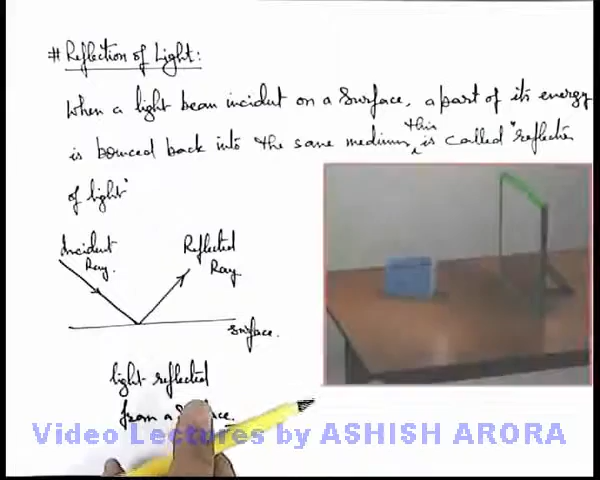 # Reflection of Light:
When a light beam incident on a surface, a part of its energy
this
is bounced back into the same medium, is called "reflection
of light"
Incident Reflected
Ray. Ray.
surface.
light reflected
from a Surface.
Video Lectures by ASHISH ARORA